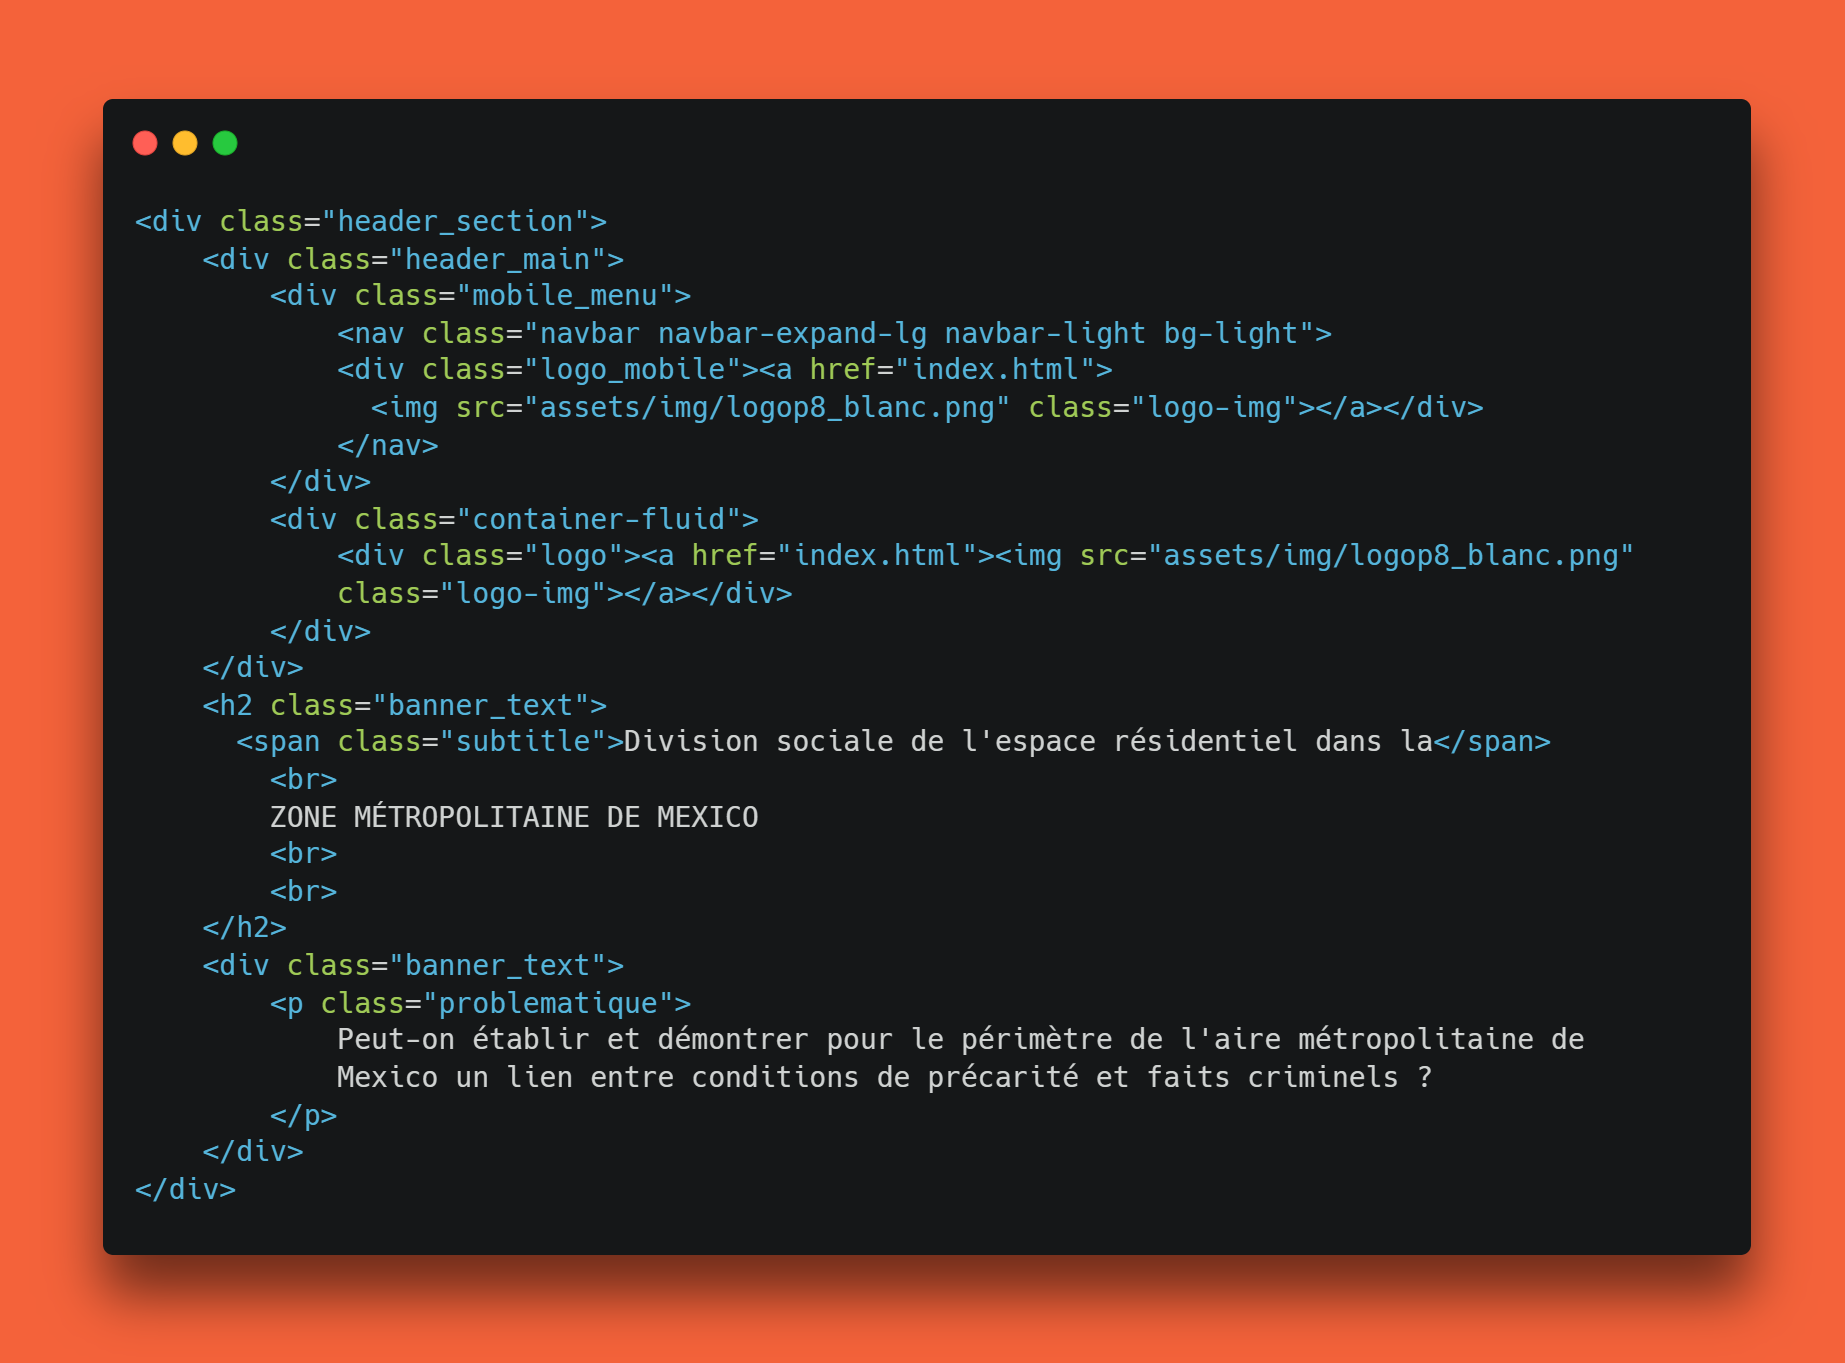 <div class="header_section">
    <div class="header_main">
        <div class="mobile_menu">
            <nav class="navbar navbar-expand-lg navbar-light bg-light">
            <div class="logo_mobile"><a href="index.html">
              <img src="assets/img/logop8_blanc.png" class="logo-img"></a></div>
            </nav>
        </div>
        <div class="container-fluid">
            <div class="logo"><a href="index.html"><img src="assets/img/logop8_blanc.png"
            class="logo-img"></a></div>
        </div>
    </div>
    <h2 class="banner_text">
      <span class="subtitle">Division sociale de l'espace résidentiel dans la</span>
        <br>
        ZONE MÉTROPOLITAINE DE MEXICO
        <br>
        <br>
    </h2>
    <div class="banner_text">
        <p class="problematique">
            Peut-on établir et démontrer pour le périmètre de l'aire métropolitaine de
            Mexico un lien entre conditions de précarité et faits criminels ?
        </p>
    </div>
</div>